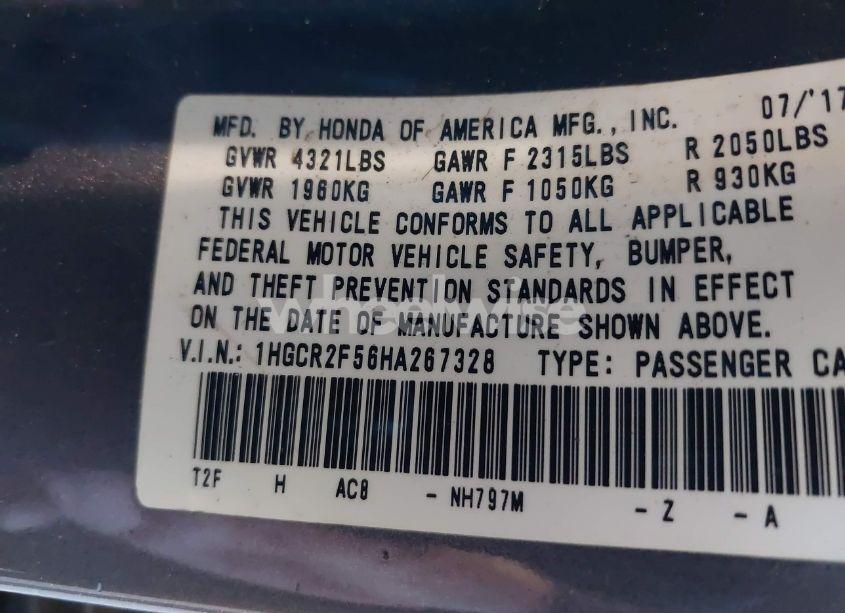 MFD. BY HONDA OF AMERICA MFG., INC. 07/'17
GVWR 4321LBS GAWR F 2315LBS R 2050LBS
GVWR 1960KG GAWR F 1050KG R 930KG
THIS VEHICLE CONFORMS TO ALL APPLICABLE
FEDERAL MOTOR VEHICLE SAFETY, BUMPER,
AND THEFT PREVENTION STANDARDS IN EFFECT
wheelwise
ON THE DATE OF MANUFACTURE SHOWN ABOVE.
V.I.N.: 1HGCR2F56HA267328 TYPE: PASSENGER CA
T2F H AC8 - NH797M - Z - A